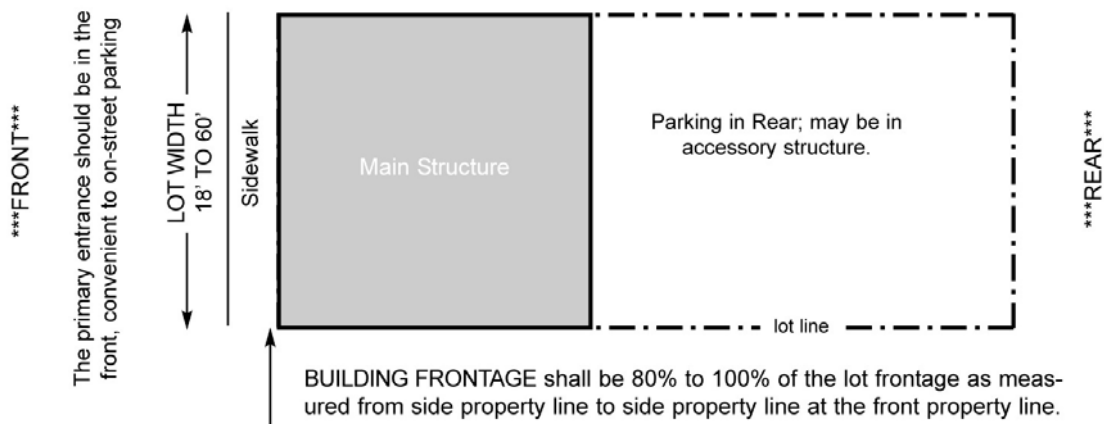 ***FRONT***
The primary entrance should be in the
front, convenient to on-street parking
LOT WIDTH
18' TO 60'
Sidewalk
Main Structure
Parking in Rear; may be in
accessory structure.
***REAR***
lot line
BUILDING FRONTAGE shall be 80% to 100% of the lot frontage as meas-
ured from side property line to side property line at the front property line.